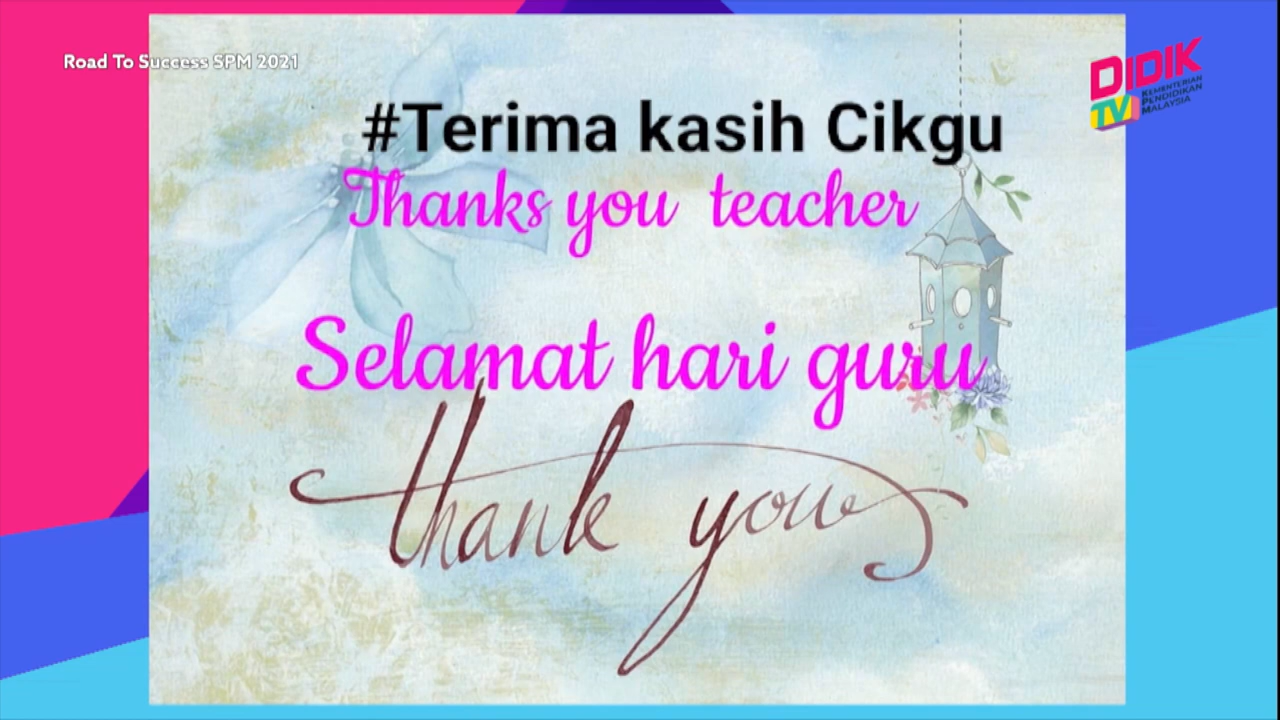 Road To Success SPM 2021
DIDIK
TV
KEMENTERIAN
PENDIDIKAN
MALAYSIA
#Terima kasih Cikgu
Thanks you teacher
Selamat hari guru
thank you